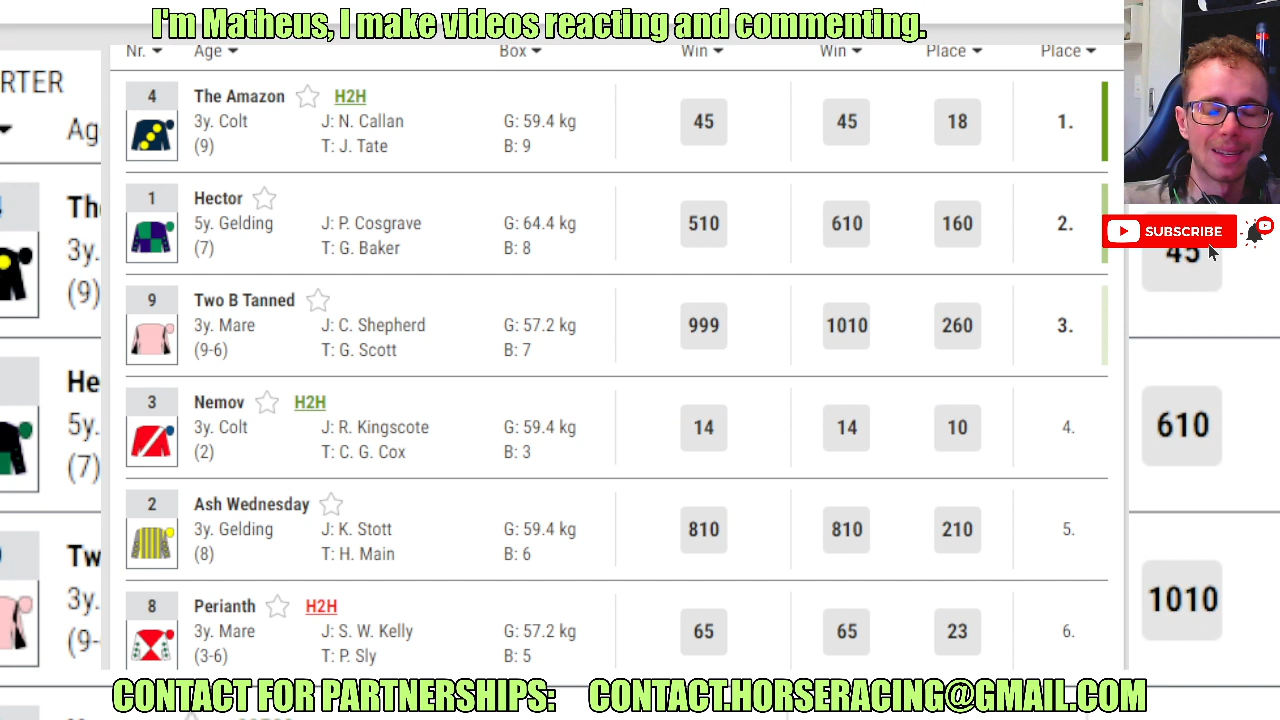 I'm Matheus, I make videos reacting and commenting.
Nr. Age Box Win Win Place Place
RTER
Ag
4 The Amazon H2H
3y. Colt J: N. Callan G: 59.4 kg 45 45 18 1.
(9) T: J. Tate B: 9
SUBSCRIBE
1 Hector
5y. Gelding J: P. Cosgrave G: 64.4 kg 510 610 160 2.
(7) T: G. Baker B: 8
9 Two B Tanned
3y. Mare J: C. Shepherd G: 57.2 kg 999 1010 260 3.
(9-6) T: G. Scott B: 7
3 Nemov H2H
3y. Colt J: R. Kingscote G: 59.4 kg 14 14 10 4.
(2) T: C. G. Cox B: 3
2 Ash Wednesday
3y. Gelding J: K. Stott G: 59.4 kg 810 810 210 5.
(8) T: H. Main B: 6
8 Perianth H2H
3y. Mare J: S. W. Kelly G: 57.2 kg 65 65 23 6.
(3-6) T: P. Sly B: 5
Th
3y.
(9)
He
5y.
(7)
Tw
3y.
(9-
45
610
1010
CONTACT FOR PARTNERSHIPS: CONTACT.HORSERACING@GMAIL.COM